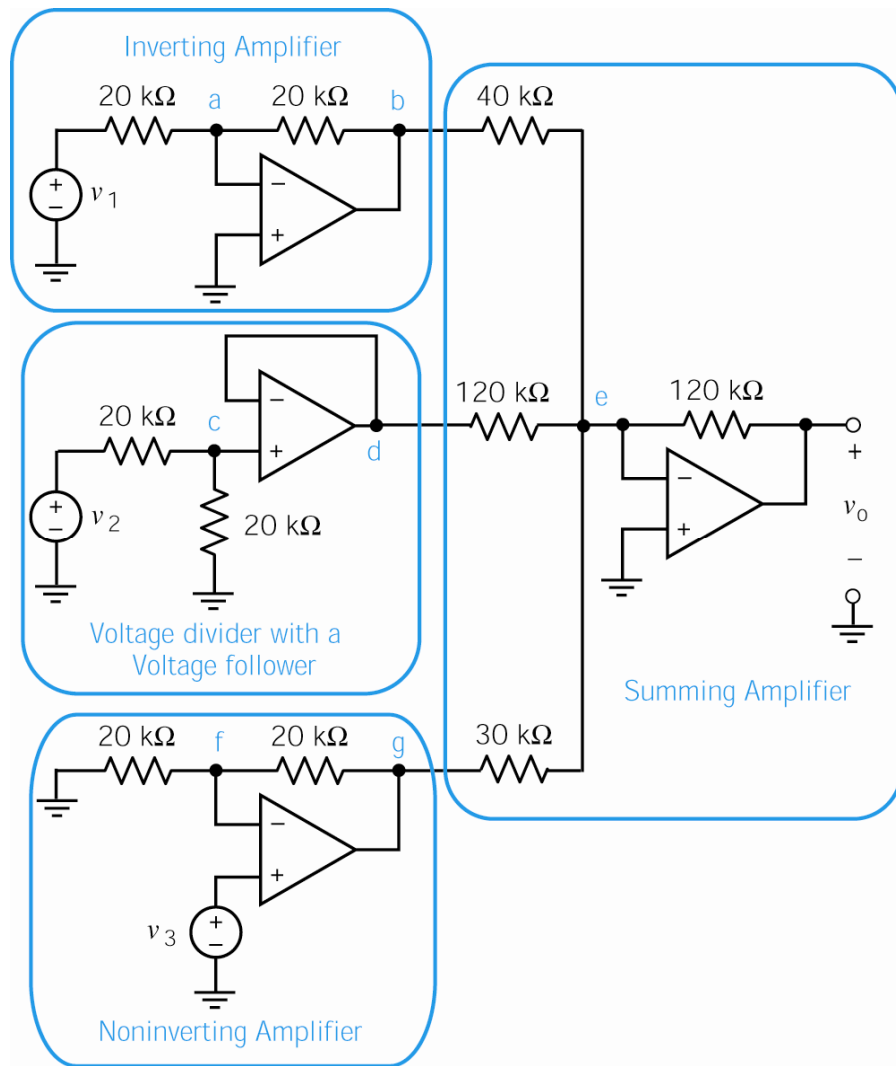 Inverting Amplifier
20 kΩ
a
20 kΩ
b
40 kΩ
v1
+
−
−
+
20 kΩ
c
−
+
d
120 kΩ
e
120 kΩ
v2
+
−
20 kΩ
−
+
+
vo
−
Voltage divider with a
Voltage follower
Summing Amplifier
20 kΩ
f
20 kΩ
g
30 kΩ
−
+
v3
+
−
Noninverting Amplifier